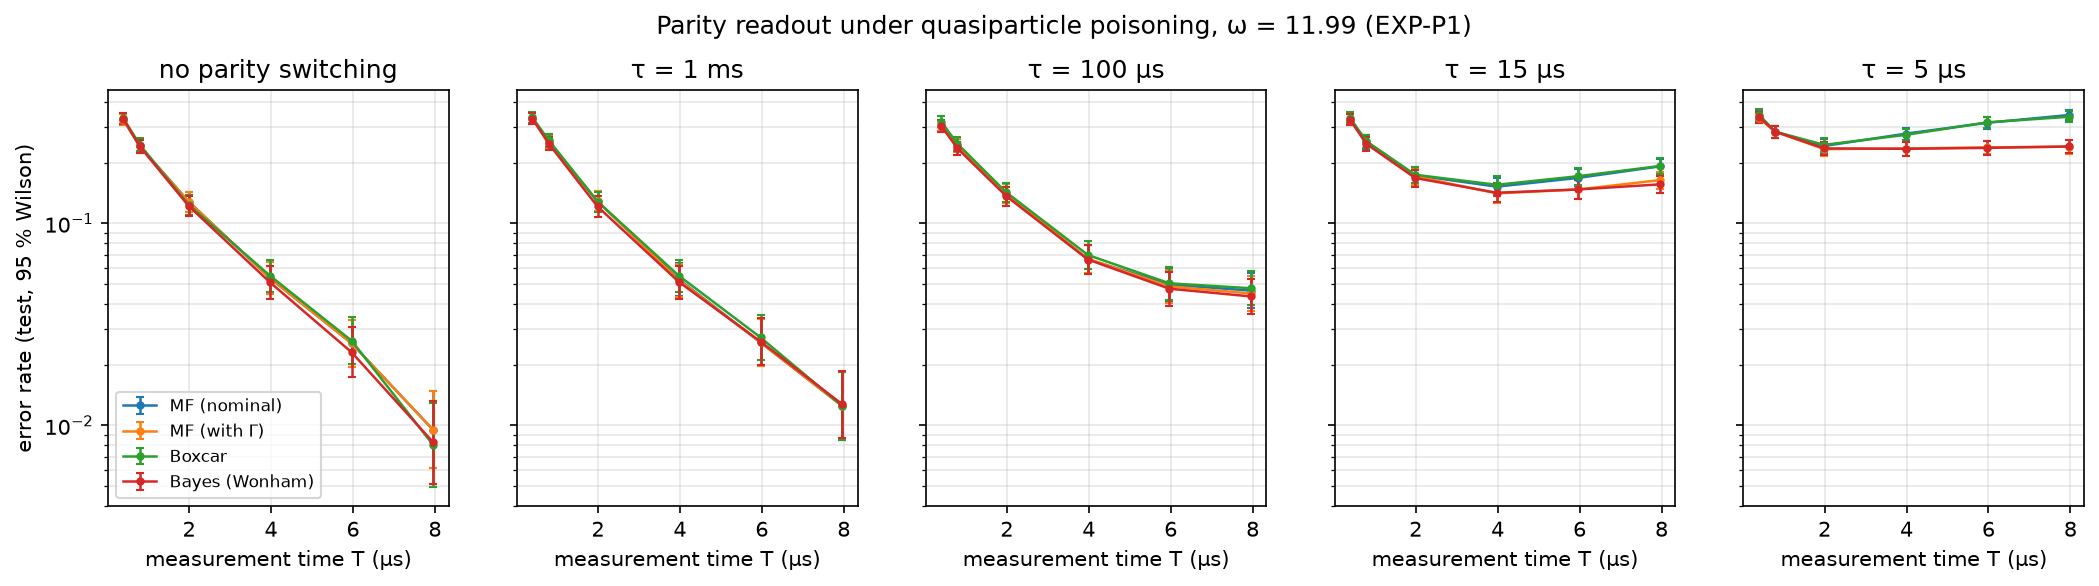 Parity readout under quasiparticle poisoning, ω = 11.99 (EXP-P1)
no parity switching
τ = 1 ms
τ = 100 μs
τ = 15 μs
τ = 5 μs
error rate (test, 95 % Wilson)
10⁻¹
10⁻²
MF (nominal)
MF (with Γ)
Boxcar
Bayes (Wonham)
2 4 6 8
2 4 6 8
2 4 6 8
2 4 6 8
2 4 6 8
measurement time T (μs)
measurement time T (μs)
measurement time T (μs)
measurement time T (μs)
measurement time T (μs)